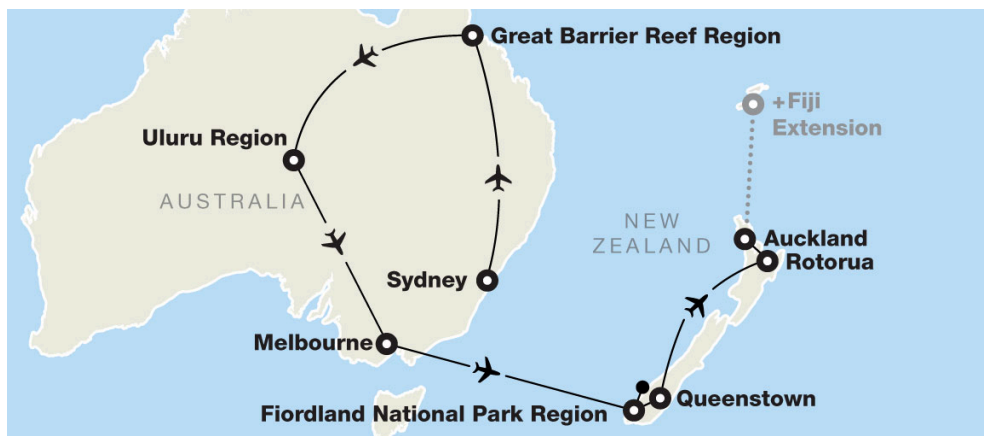 Great Barrier Reef Region
+Fiji
Extension
Uluru Region
AUSTRALIA
NEW
ZEALAND
Auckland
Rotorua
Sydney
Melbourne
Queenstown
Fiordland National Park Region